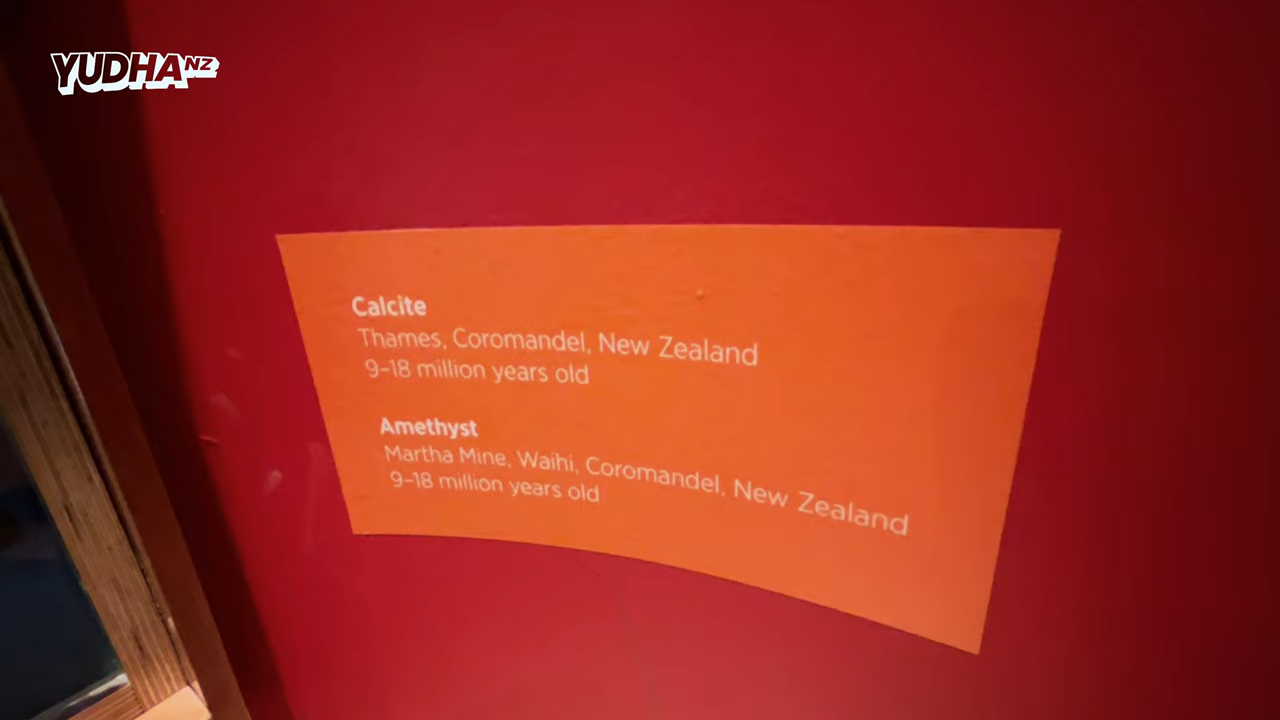 YUDHA NZ
Calcite
Thames, Coromandel, New Zealand
9–18 million years old
Amethyst
Martha Mine, Waihi, Coromandel, New Zealand
9–18 million years old